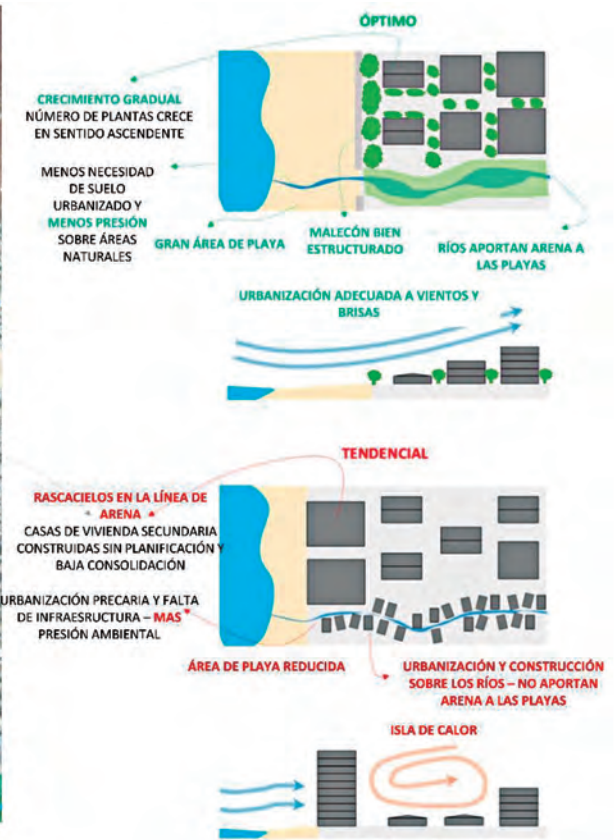 ÓPTIMO
CRECIMIENTO GRADUAL
NÚMERO DE PLANTAS CRECE
EN SENTIDO ASCENDENTE
MENOS NECESIDAD
DE SUELO
URBANIZADO Y
MENOS PRESIÓN
SOBRE ÁREAS
NATURALES
GRAN ÁREA DE PLAYA
MALECÓN BIEN
ESTRUCTURADO
RÍOS APORTAN ARENA A
LAS PLAYAS
URBANIZACIÓN ADECUADA A VIENTOS Y
BRISAS
TENDENCIAL
RASCACIELOS EN LA LÍNEA DE
ARENA
CASAS DE VIVIENDA SECUNDARIA
CONSTRUIDAS SIN PLANIFICACIÓN Y
BAJA CONSOLIDACIÓN
URBANIZACIÓN PRECARIA Y FALTA
DE INFRAESRUCTURA – MAS
PRESIÓN AMBIENTAL
ÁREA DE PLAYA REDUCIDA
URBANIZACIÓN Y CONSTRUCCIÓN
SOBRE LOS RÍOS – NO APORTAN
ARENA A LAS PLAYAS
ISLA DE CALOR